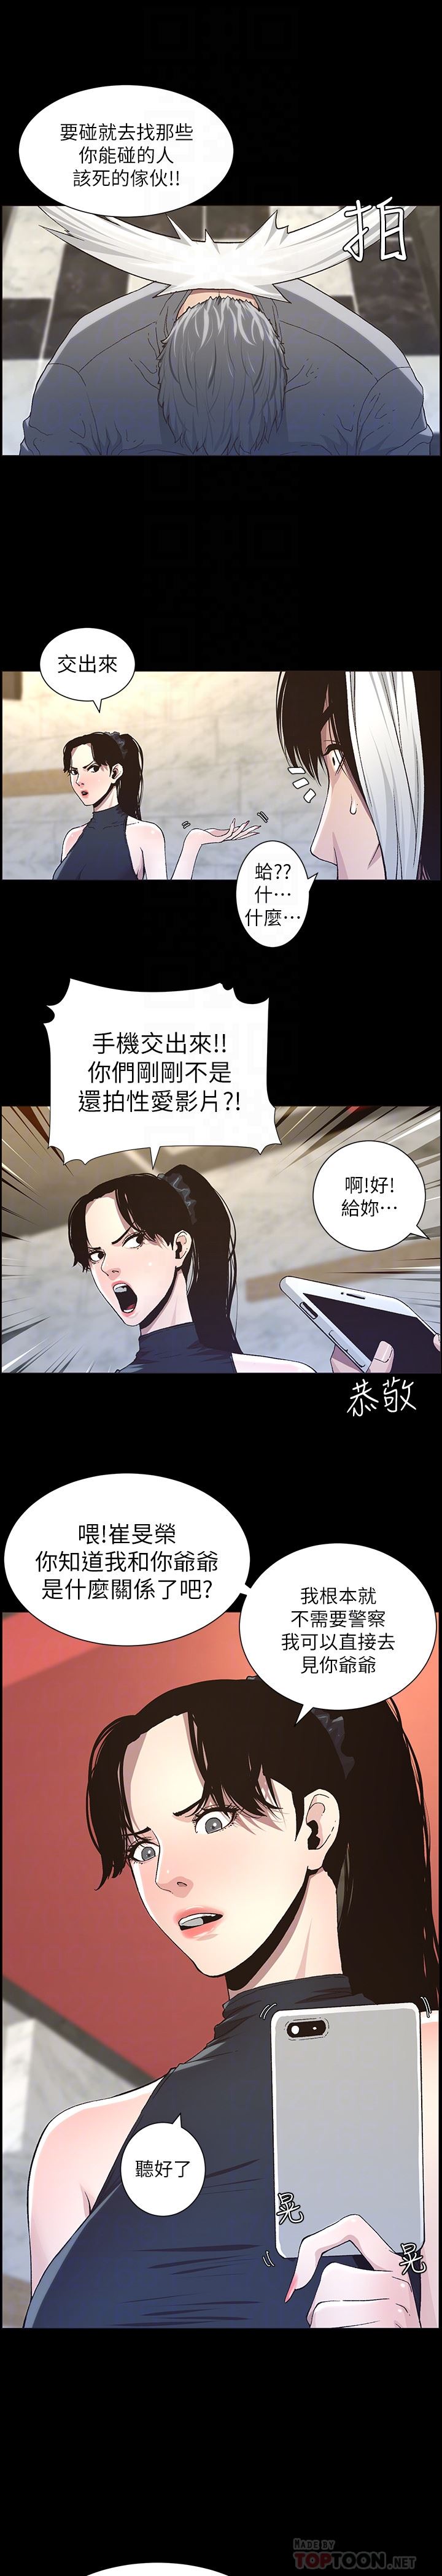 要碰就去找那些
你能碰的人
該死的傢伙!!
拍
交出來
蛤??
什⋯
什麼⋯
手機交出來!!
你們剛剛不是
還拍性愛影片?!
啊!好!
給妳⋯
恭敬
喂!崔旻榮
你知道我和你爺爺
是什麼關係了吧?
我根本就
不需要警察
我可以直接去
見你爺爺
聽好了
晃
晃
MADE BY
TOPTOON.NET